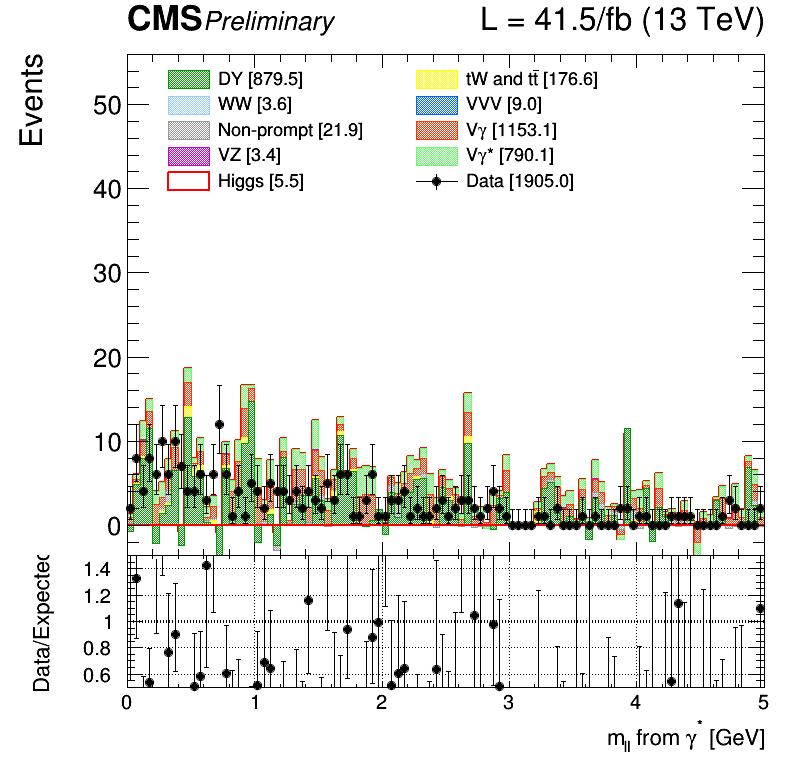 CMS Preliminary L = 41.5/fb (13 TeV)
Events
DY [879.5]
WW [3.6]
Non-prompt [21.9]
VZ [3.4]
Higgs [5.5]
tW and tt̄ [176.6]
VVV [9.0]
Vγ [1153.1]
Vγ* [790.1]
Data [1905.0]
50
40
30
20
10
0
Data/Expected
1.4
1.2
1
0.8
0.6
0 1 2 3 4 5
m_ll from γ* [GeV]